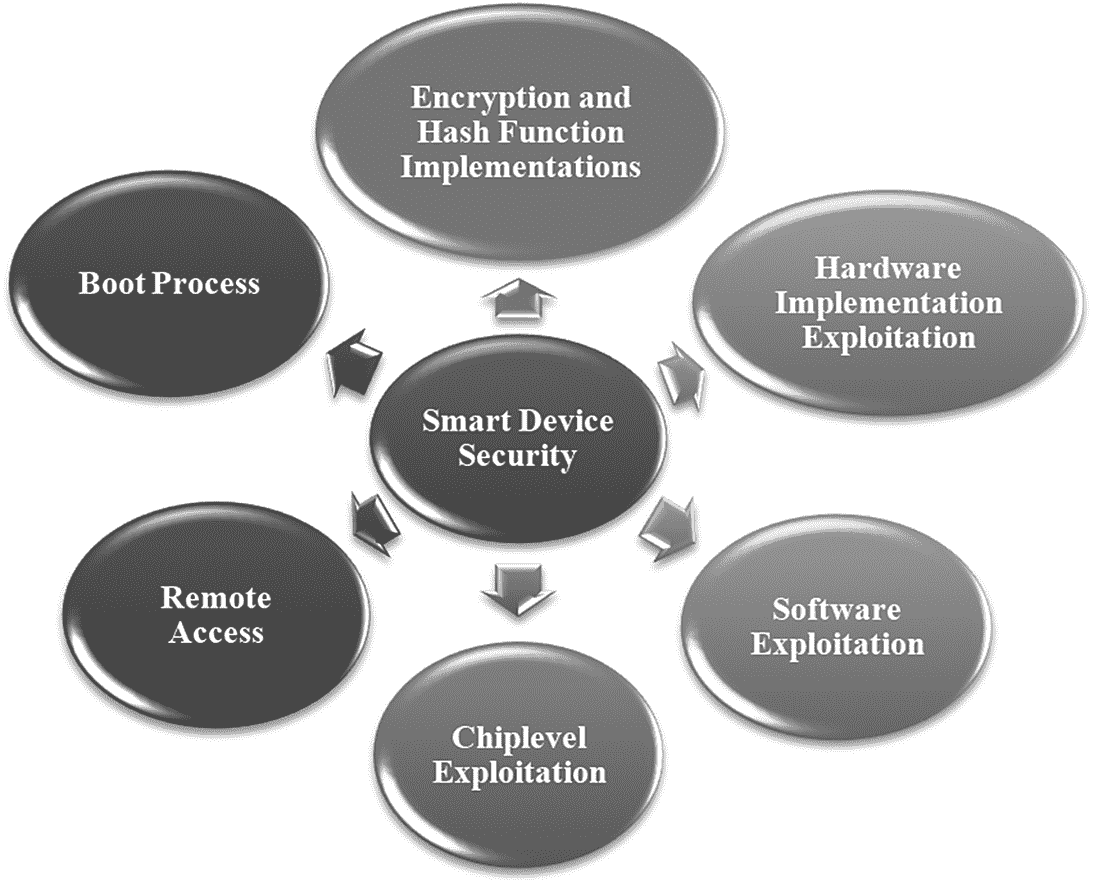 Encryption and
Hash Function
Implementations
Boot Process
Hardware
Implementation
Exploitation
Smart Device
Security
Remote
Access
Software
Exploitation
Chiplevel
Exploitation